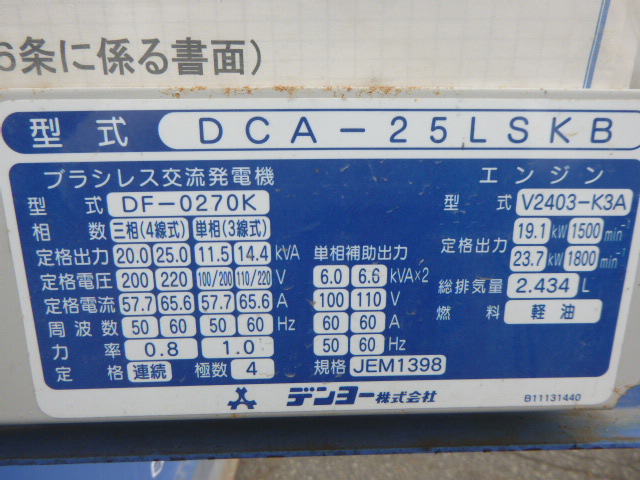 6条に係る書面)
型式 DCA-25LSKB
ブラシレス交流発電機
型式 DF-0270K
相数 三相(4線式) 単相(3線式)
定格出力 20.0 25.0 11.5 14.4 kVA
定格電圧 200 220 100/200 110/220 V
定格電流 57.7 65.6 57.7 65.6 A
周波数 50 60 50 60 Hz
力率 0.8 1.0
定格 連続 極数 4
単相補助出力
6.0 6.6 kVA×2
100 110 V
60 60 A
50 60 Hz
規格 JEM1398
エンジン
型式 V2403-K3A
定格出力 19.1 kW 1500 min⁻¹
23.7 kW 1800 min⁻¹
総排気量 2.434 L
燃料 軽油
デンヨー株式会社
B11131440